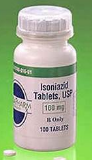 Isoniazid
Tablets, USP
100 mg
Rx Only
100 TABLETS